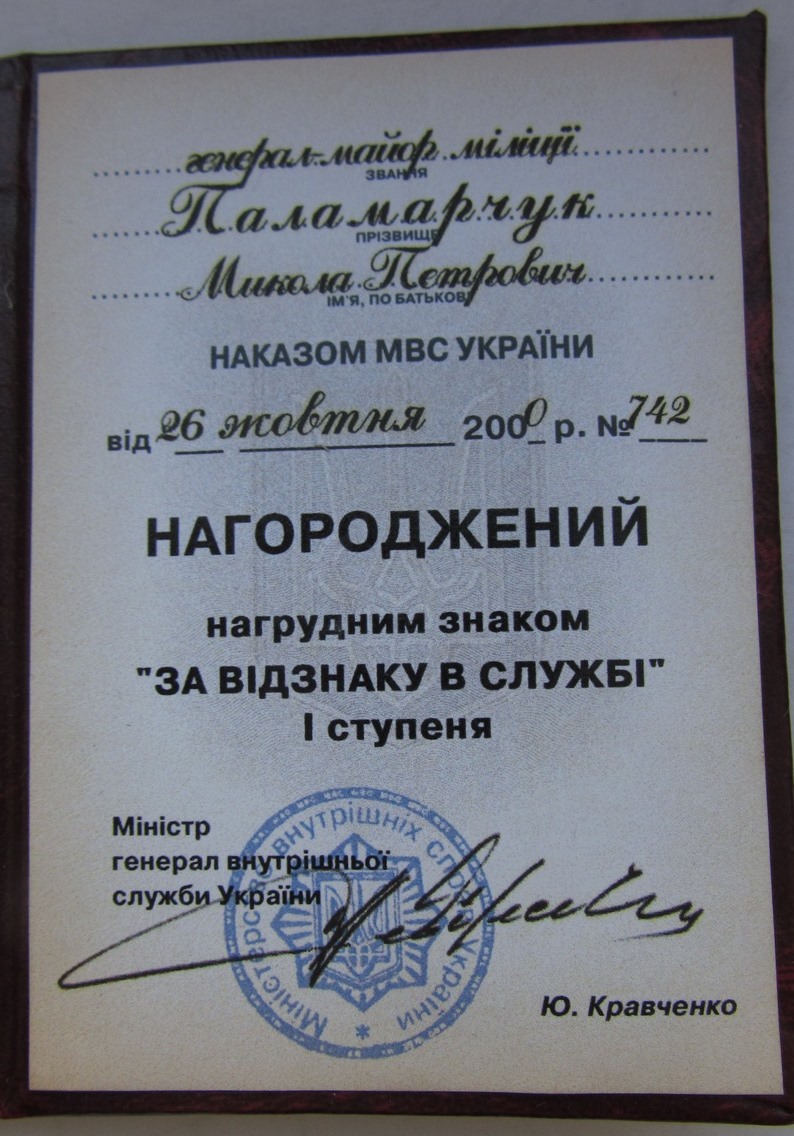 генерал-майор міліції
ЗВАННЯ
Паламарчук
ПРІЗВИЩЕ
Микола Петрович
ІМ'Я, ПО БАТЬКОВІ
НАКАЗОМ МВС УКРАЇНИ
від 26 жовтня 2000 р. № 742
НАГОРОДЖЕНИЙ
нагрудним знаком
"ЗА ВІДЗНАКУ В СЛУЖБІ"
І ступеня
Міністр
генерал внутрішньої
служби України
Міністерство внутрішніх справ України
Ю. Кравченко